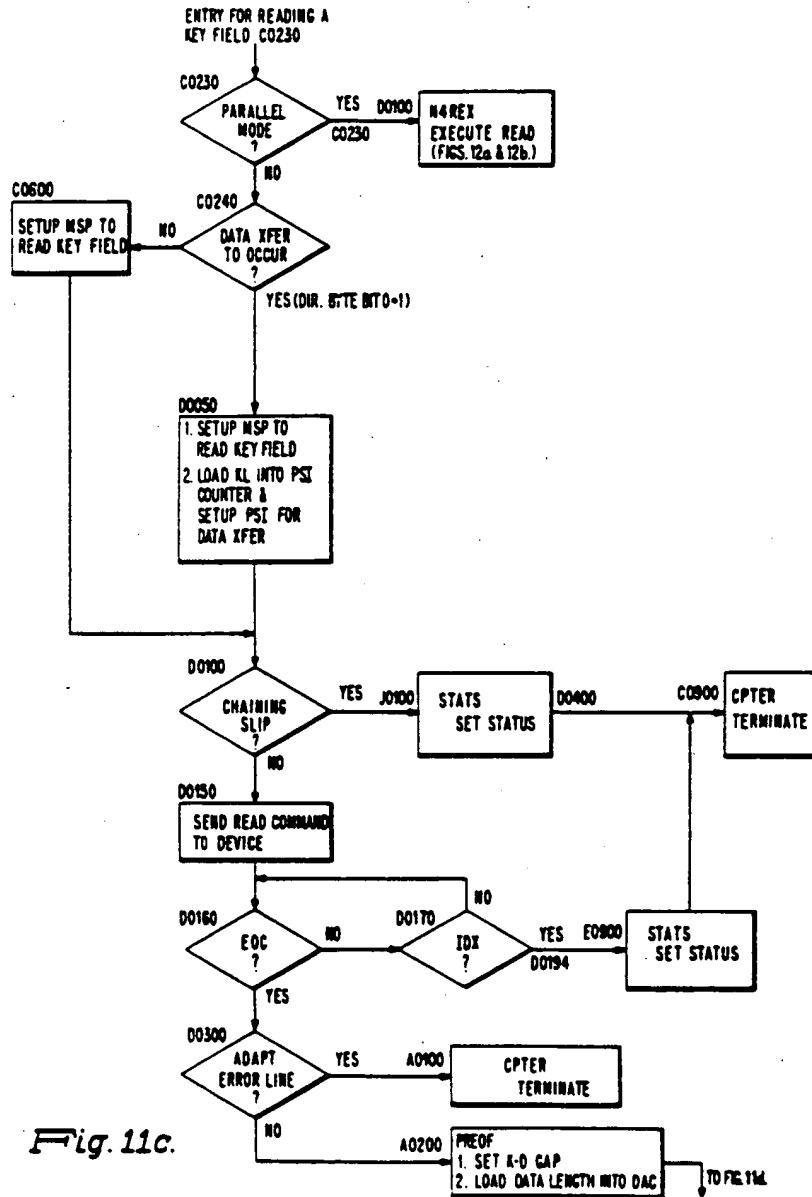 ENTRY FOR READING A
KEY FIELD C0230
C0230
PARALLEL
MODE
?
YES
D0100
C0230
N4REX
EXECUTE READ
(FIGS. 12a & 12b.)
NO
C0600
SETUP MSP TO
READ KEY FIELD
NO
C0240
DATA XFER
TO OCCUR
?
YES (DIR. BYTE BIT 0=1)
D0050
1. SETUP MSP TO
READ KEY FIELD
2. LOAD KL INTO PSI
COUNTER &
SETUP PSI FOR
DATA XFER
D0100
CHAINING
SLIP
?
YES
J0100
STATS
SET STATUS
D0400
C0900
CPTER
TERMINATE
NO
D0150
SEND READ COMMAND
TO DEVICE
NO
D0160
EOC
?
NO
D0170
IDX
?
YES
D0194
E0900
STATS
SET STATUS
YES
D0300
ADAPT
ERROR LINE
?
YES
A0100
CPTER
TERMINATE
NO
A0200
PREOF
1. SET K-D GAP
2. LOAD DATA LENGTH INTO DAC
TO FIG. 11d.
Fig. 11c.